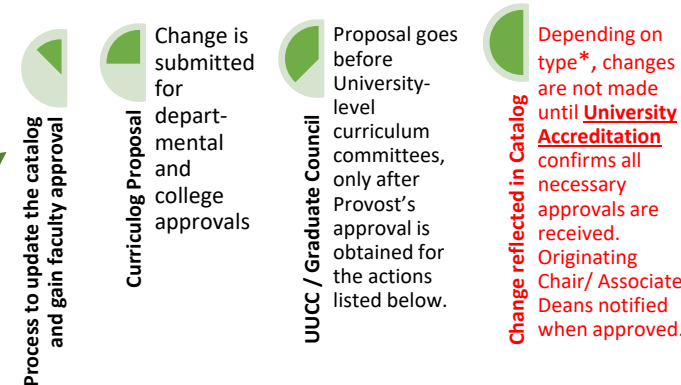 Process to update the catalog
and gain faculty approval
Curriculog Proposal
Change is
submitted
for
depart-
mental
and
college
approvals
UUCC / Graduate Council
Proposal goes
before
University-
level
curriculum
committees,
only after
Provost's
approval is
obtained for
the actions
listed below.
Change reflected in Catalog
Depending on
type*, changes
are not made
until University
Accreditation
confirms all
necessary
approvals are
received.
Originating
Chair/ Associate
Deans notified
when approved.